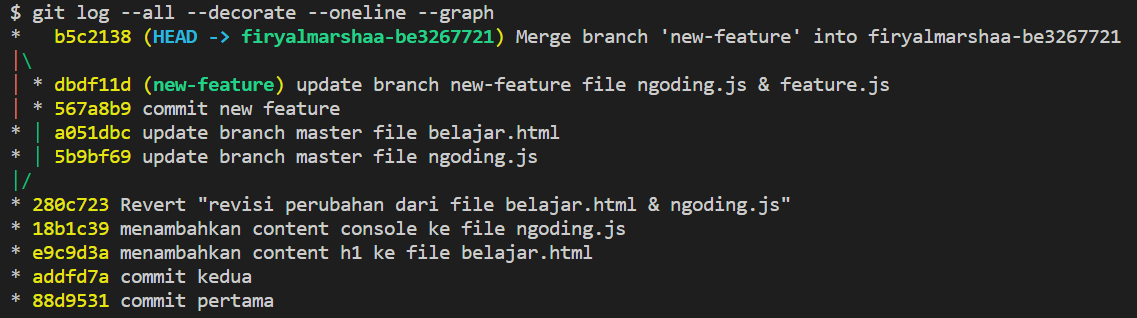 $ git log --all --decorate --oneline --graph
*   b5c2138 (HEAD -> firyalmarshaa-be3267721) Merge branch 'new-feature' into firyalmarshaa-be3267721
|\
| * dbdf11d (new-feature) update branch new-feature file ngoding.js & feature.js
| * 567a8b9 commit new feature
* | a051dbc update branch master file belajar.html
* | 5b9bf69 update branch master file ngoding.js
|/
* 280c723 Revert "revisi perubahan dari file belajar.html & ngoding.js"
* 18b1c39 menambahkan content console ke file ngoding.js
* e9c9d3a menambahkan content h1 ke file belajar.html
* addfd7a commit kedua
* 88d9531 commit pertama